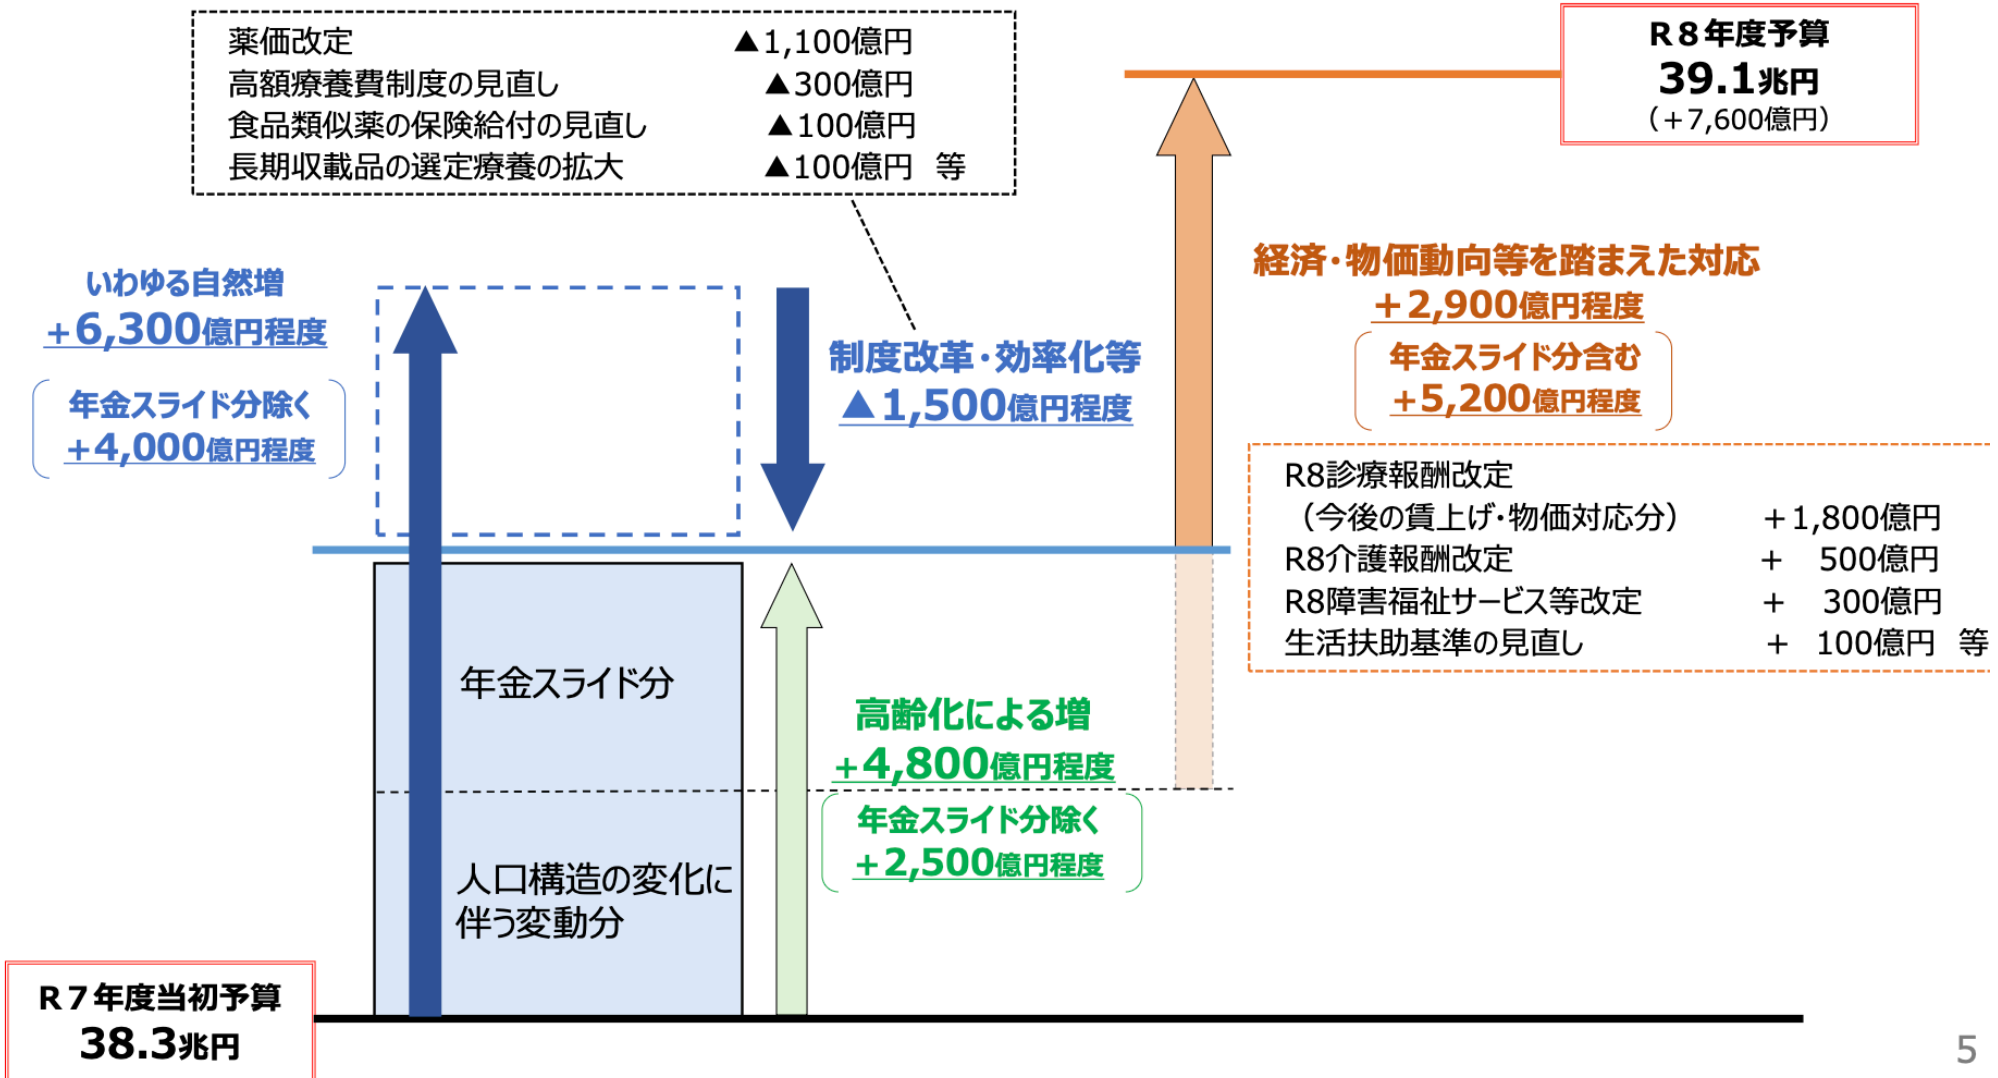 薬価改定 ▲1,100億円
高額療養費制度の見直し ▲300億円
食品類似薬の保険給付の見直し ▲100億円
長期収載品の選定療養の拡大 ▲100億円 等
R8年度予算
39.1兆円
(+7,600億円)
いわゆる自然増
+6,300億円程度
年金スライド分除く
+4,000億円程度
制度改革・効率化等
▲1,500億円程度
経済・物価動向等を踏まえた対応
+2,900億円程度
年金スライド分含む
+5,200億円程度
R8診療報酬改定
(今後の賃上げ・物価対応分) +1,800億円
R8介護報酬改定 + 500億円
R8障害福祉サービス等改定 + 300億円
生活扶助基準の見直し + 100億円 等
年金スライド分
高齢化による増
+4,800億円程度
年金スライド分除く
+2,500億円程度
人口構造の変化に
伴う変動分
R7年度当初予算
38.3兆円
5